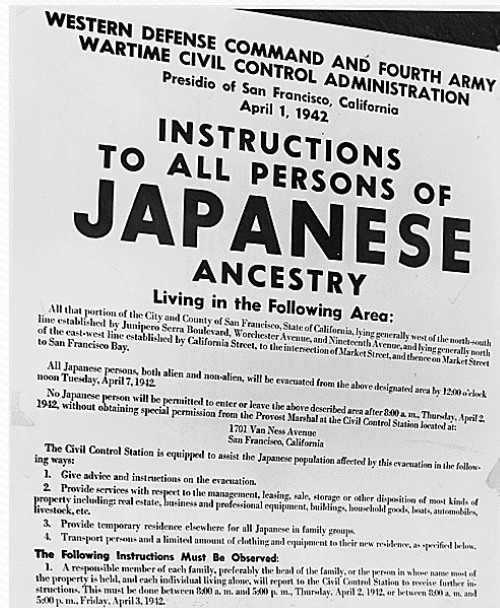 WESTERN DEFENSE COMMAND AND FOURTH ARMY
WARTIME CIVIL CONTROL ADMINISTRATION
Presidio of San Francisco, California
April 1, 1942
INSTRUCTIONS
TO ALL PERSONS OF
JAPANESE
ANCESTRY
Living in the Following Area:
All that portion of the City and County of San Francisco, State of California, lying generally west of the north-south
line established by Junipero Serra Boulevard, Worchester Avenue, and Nineteenth Avenue, and lying generally north
of the east-west line established by California Street, to the intersection of Market Street, and thence on Market Street
to San Francisco Bay.
All Japanese persons, both alien and non-alien, will be evacuated from the above designated area by 12:00 o'clock
noon Tuesday, April 7, 1942.
No Japanese person will be permitted to enter or leave the above described area after 8:00 a. m., Thursday, April 2,
1942, without obtaining special permission from the Provost Marshal at the Civil Control Station located at:
1701 Van Ness Avenue
San Francisco, California
The Civil Control Station is equipped to assist the Japanese population affected by this evacuation in the follow-
ing ways:
1. Give advice and instructions on the evacuation.
2. Provide services with respect to the management, leasing, sale, storage or other disposition of most kinds of
property including: real estate, business and professional equipment, buildings, household goods, boats, automobiles,
livestock, etc.
3. Provide temporary residence elsewhere for all Japanese in family groups.
4. Transport persons and a limited amount of clothing and equipment to their new residence, as specified below.
The Following Instructions Must Be Observed:
1. A responsible member of each family, preferably the head of the family, or the person in whose name most of
the property is held, and each individual living alone, will report to the Civil Control Station to receive further in-
structions. This must be done between 8:00 a. m. and 5:00 p. m., Thursday, April 2, 1942, or between 8:00 a. m. and
5:00 p. m., Friday, April 3, 1942.